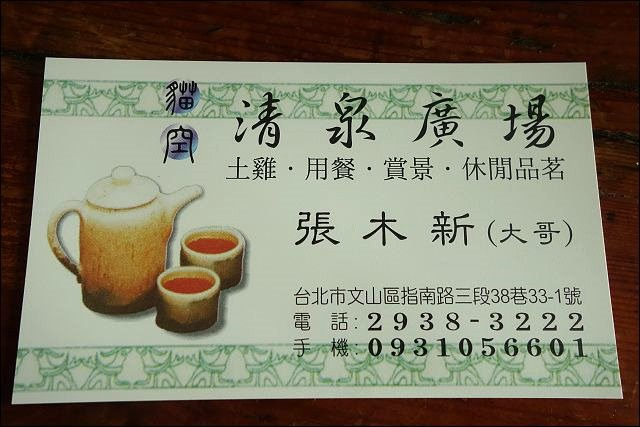 貓空
清泉廣場
土雞·用餐·賞景·休閒品茗
張木新(大哥)
台北市文山區指南路三段38巷33-1號
電話:2938-3222
手機:0931056601